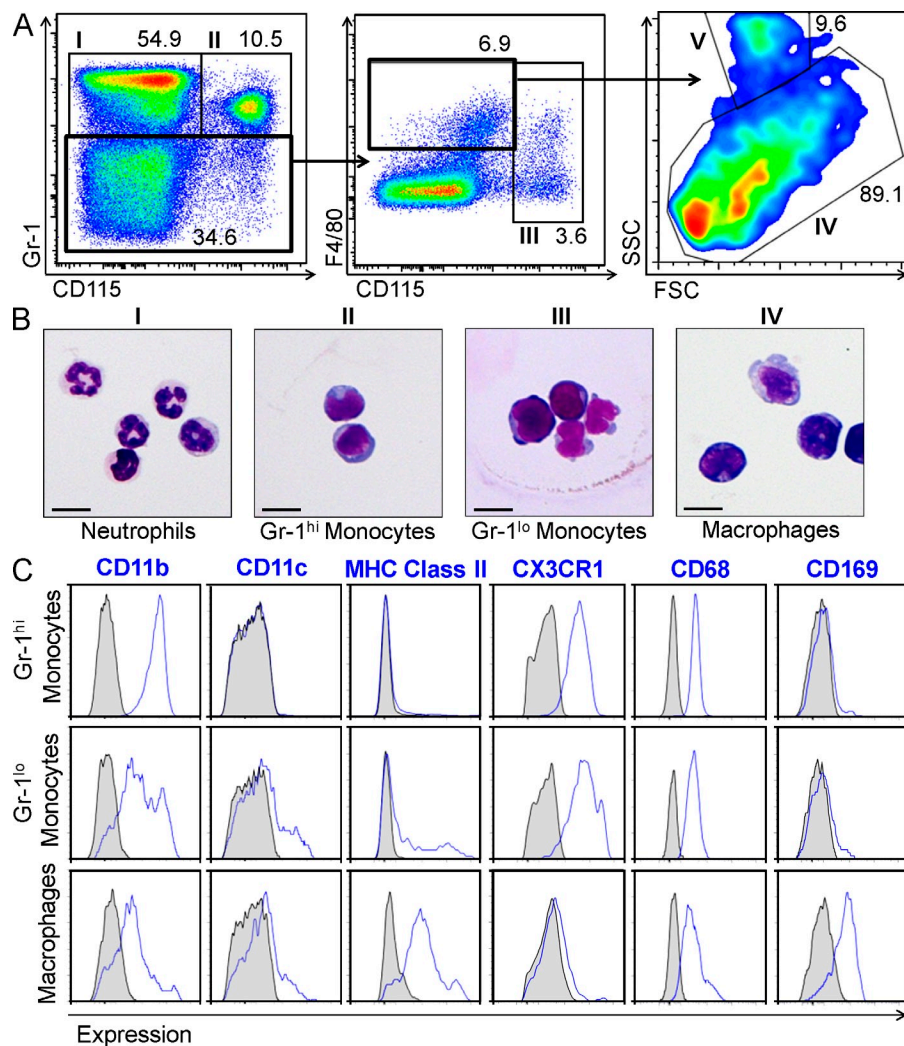 A
I 54.9 II 10.5
34.6
Gr-1
CD115
6.9
III 3.6
F4/80
CD115
V 9.6
89.1
IV
SSC
FSC
B
I II III IV
Neutrophils Gr-1hi Monocytes Gr-1lo Monocytes Macrophages
C
CD11b CD11c MHC Class II CX3CR1 CD68 CD169
Gr-1hi
Monocytes
Gr-1lo
Monocytes
Macrophages
Expression